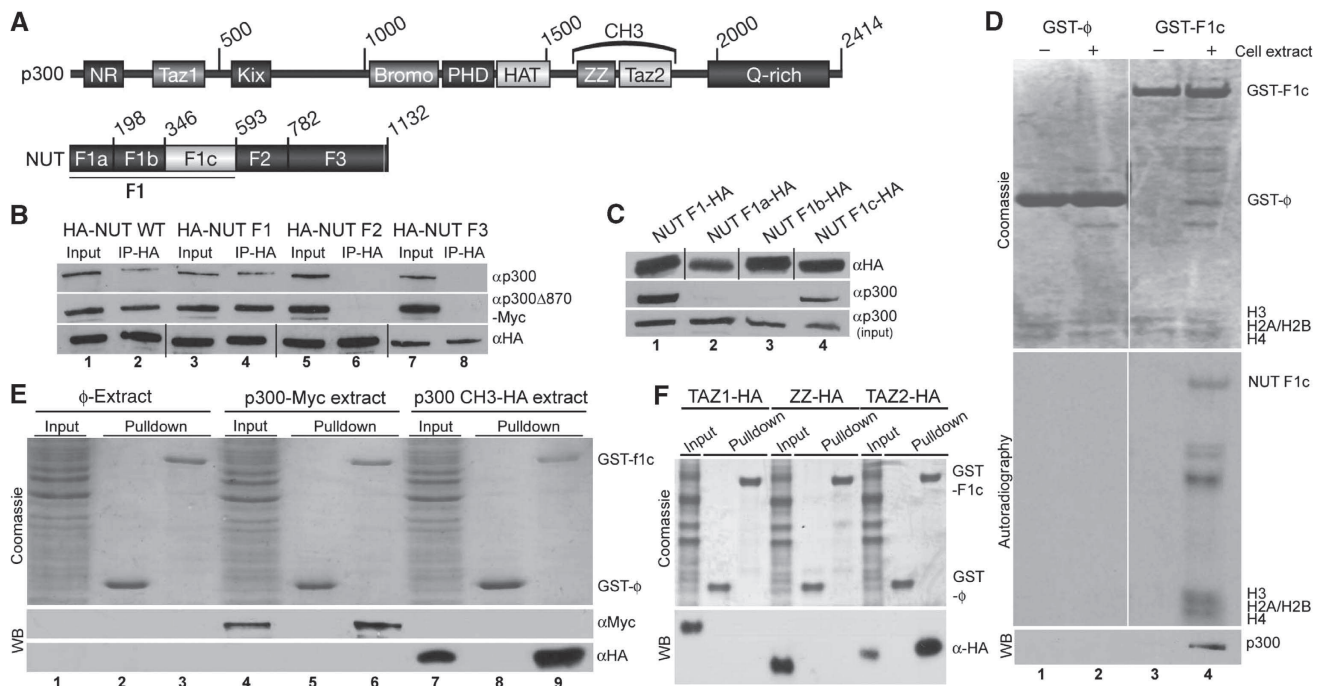 A
500
1000
1500
CH3
2000
2414
p300
NR
Taz1
Kix
Bromo
PHD
HAT
ZZ
Taz2
Q-rich
198
346
593
782
1132
NUT
F1a
F1b
F1c
F2
F3
F1
B
HA-NUT WT
HA-NUT F1
HA-NUT F2
HA-NUT F3
Input IP-HA Input IP-HA Input IP-HA Input IP-HA
αp300
αp300Δ870
-Myc
αHA
1 2 3 4 5 6 7 8
C
NUT F1-HA
NUT F1a-HA
NUT F1b-HA
NUT F1c-HA
αHA
αp300
αp300
(input)
1 2 3 4
D
GST-ϕ
GST-F1c
− + − + Cell extract
Coomassie
GST-F1c
GST-ϕ
H3
H2A/H2B
H4
Autoradiography
NUT F1c
H3
H2A/H2B
H4
WB
p300
1 2 3 4
E
ϕ-Extract
p300-Myc extract
p300 CH3-HA extract
Input Pulldown Input Pulldown Input Pulldown
Coomassie
GST-f1c
GST-ϕ
WB
αMyc
αHA
1 2 3 4 5 6 7 8 9
F
TAZ1-HA
ZZ-HA
TAZ2-HA
Input Pulldown Input Pulldown Input Pulldown
Coomassie
GST
-F1c
GST
-ϕ
WB
α-HA